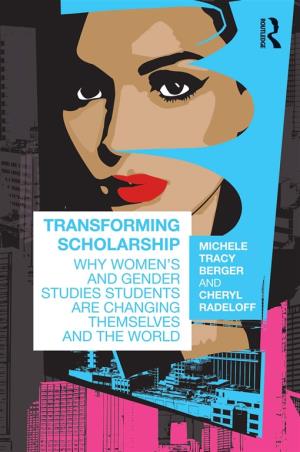 Routledge
TRANSFORMING
SCHOLARSHIP
WHY WOMEN'S
AND GENDER
STUDIES STUDENTS
ARE CHANGING
THEMSELVES
AND THE WORLD
MICHELE
TRACY
BERGER
AND
CHERYL
RADELOFF